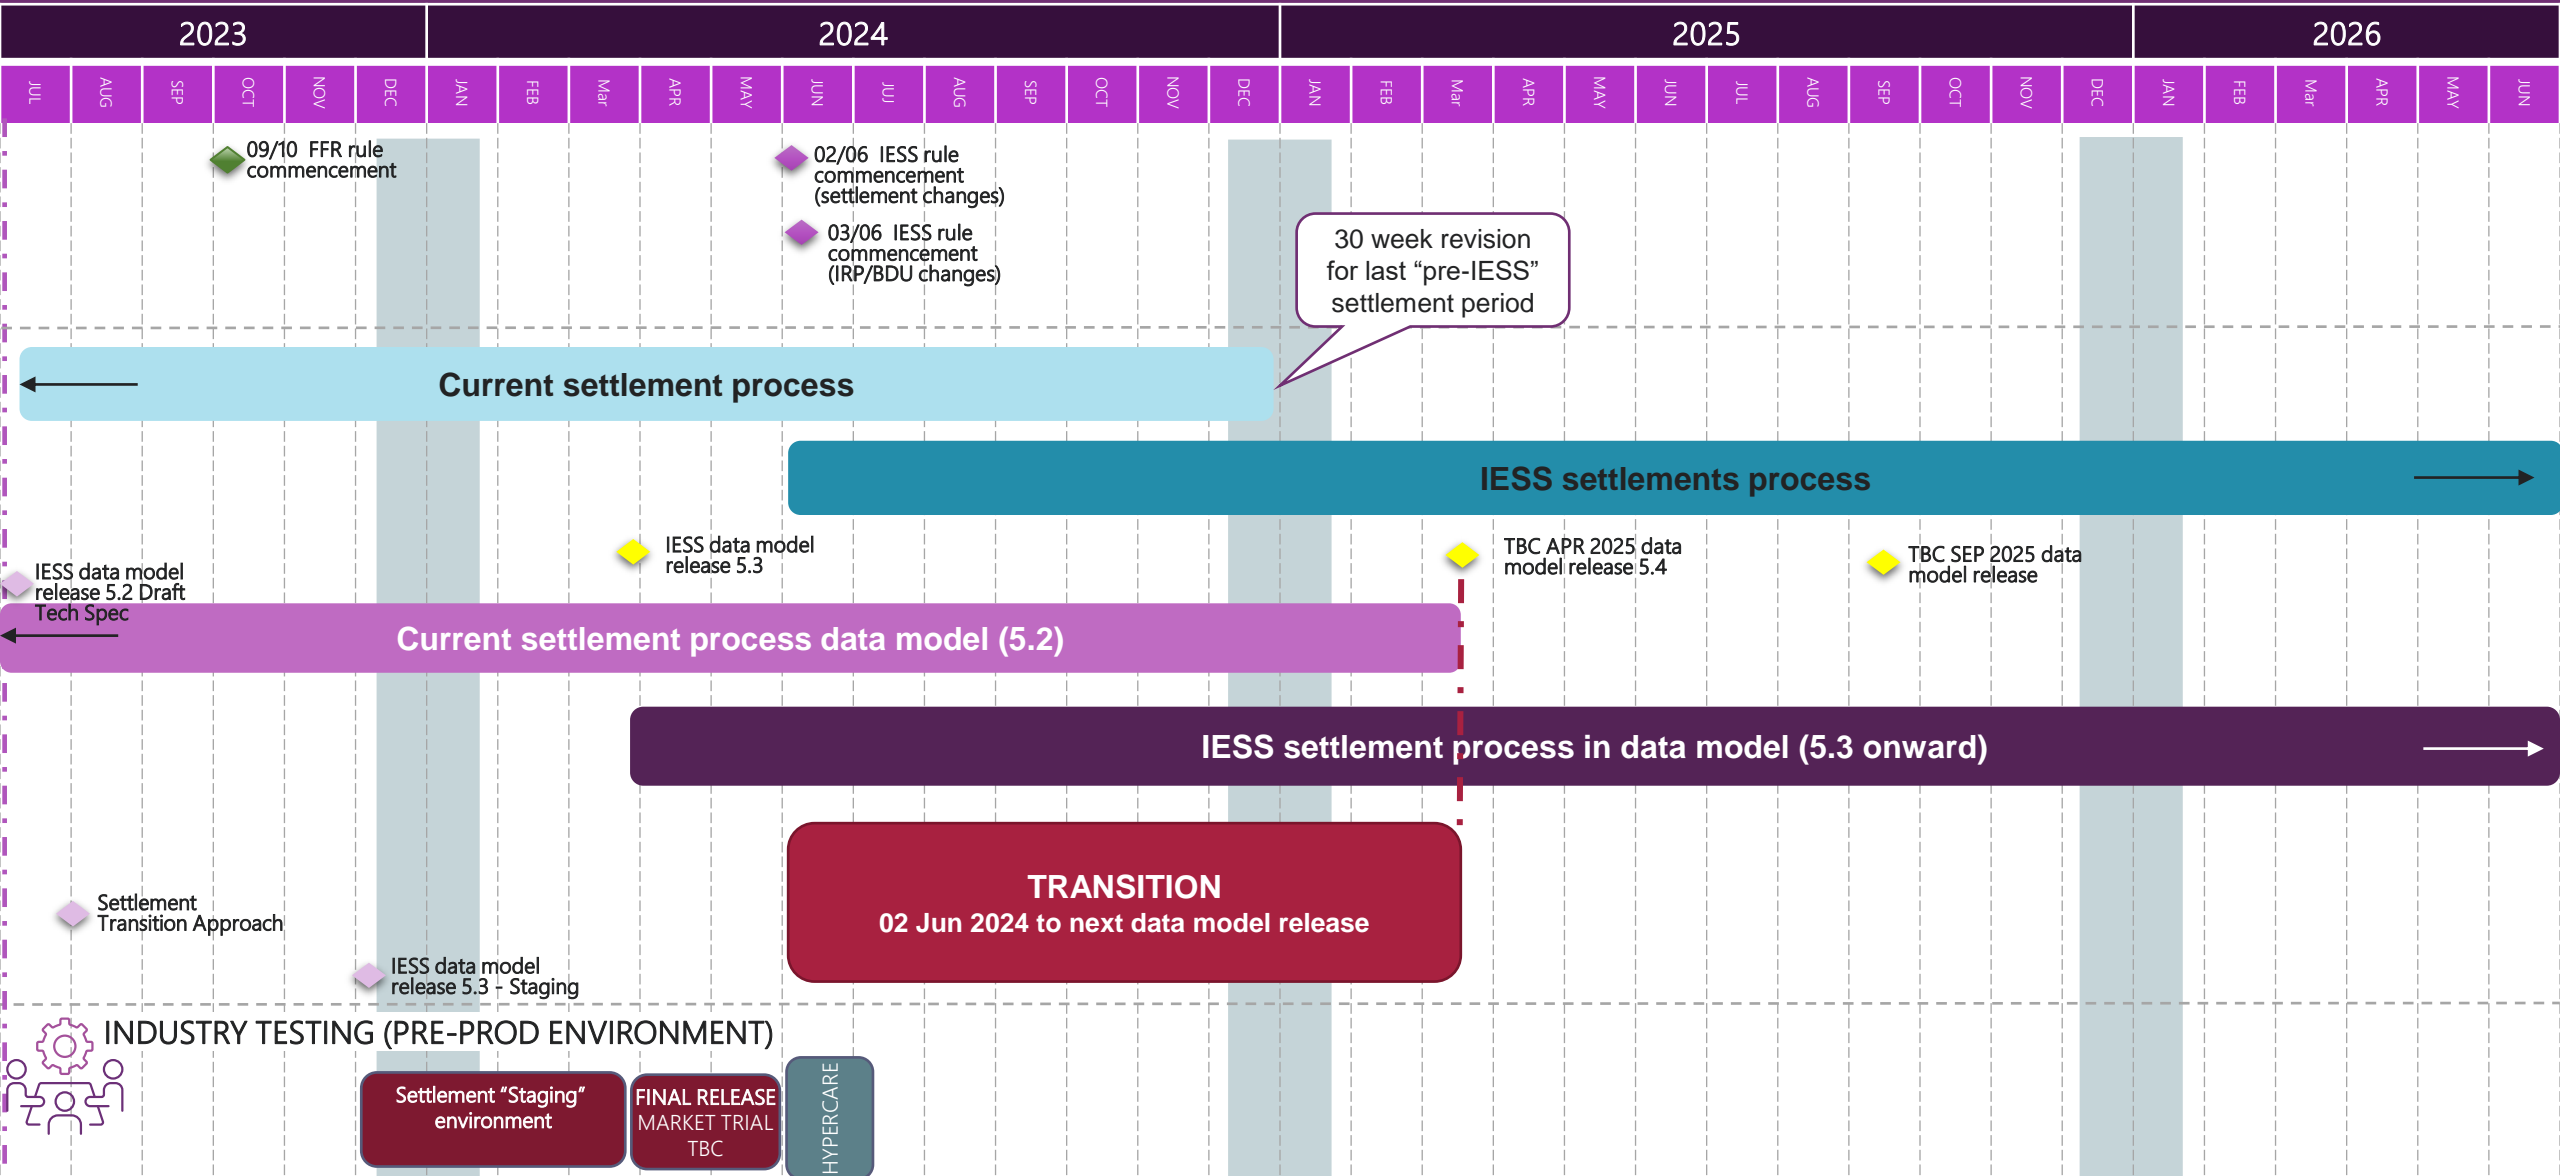 2023
2024
2025
2026
JUL
AUG
SEP
OCT
NOV
DEC
JAN
FEB
Mar
APR
MAY
JUN
JUJ
AUG
SEP
OCT
NOV
DEC
JAN
FEB
Mar
APR
MAY
JUN
JUL
AUG
SEP
OCT
NOV
DEC
JAN
FEB
Mar
APR
MAY
JUN
09/10 FFR rule
commencement
02/06 IESS rule
commencement
(settlement changes)
03/06 IESS rule
commencement
(IRP/BDU changes)
30 week revision
for last “pre-IESS”
settlement period
Current settlement process
IESS settlements process
IESS data model
release 5.3
TBC APR 2025 data
model release 5.4
TBC SEP 2025 data
model release
IESS data model
release 5.2 Draft
Tech Spec
Current settlement process data model (5.2)
IESS settlement process in data model (5.3 onward)
TRANSITION
02 Jun 2024 to next data model release
Settlement
Transition Approach
IESS data model
release 5.3 - Staging
INDUSTRY TESTING (PRE-PROD ENVIRONMENT)
Settlement “Staging”
environment
FINAL RELEASE
MARKET TRIAL
TBC
HYPERCARE